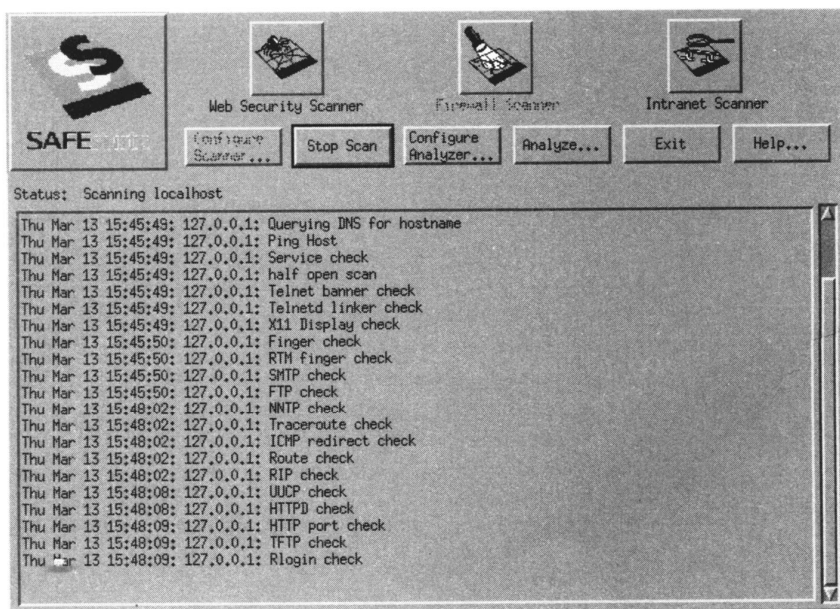 SAFEsuite
Web Security Scanner
Firewall Scanner
Intranet Scanner
Configure Scanner...
Stop Scan
Configure Analyzer...
Analyze...
Exit
Help...
Status: Scanning localhost
Thu Mar 13 15:45:49: 127.0.0.1: Querying DNS for hostname
Thu Mar 13 15:45:49: 127.0.0.1: Ping Host
Thu Mar 13 15:45:49: 127.0.0.1: Service check
Thu Mar 13 15:45:49: 127.0.0.1: half open scan
Thu Mar 13 15:45:49: 127.0.0.1: Telnet banner check
Thu Mar 13 15:45:49: 127.0.0.1: Telnetd linker check
Thu Mar 13 15:45:49: 127.0.0.1: X11 Display check
Thu Mar 13 15:45:50: 127.0.0.1: Finger check
Thu Mar 13 15:45:50: 127.0.0.1: RTM finger check
Thu Mar 13 15:45:50: 127.0.0.1: SMTP check
Thu Mar 13 15:45:50: 127.0.0.1: FTP check
Thu Mar 13 15:48:02: 127.0.0.1: NNTP check
Thu Mar 13 15:48:02: 127.0.0.1: Traceroute check
Thu Mar 13 15:48:02: 127.0.0.1: ICMP redirect check
Thu Mar 13 15:48:02: 127.0.0.1: Route check
Thu Mar 13 15:48:02: 127.0.0.1: RIP check
Thu Mar 13 15:48:08: 127.0.0.1: UUCP check
Thu Mar 13 15:48:08: 127.0.0.1: HTTPD check
Thu Mar 13 15:48:09: 127.0.0.1: HTTP port check
Thu Mar 13 15:48:09: 127.0.0.1: TFTP check
Thu Mar 13 15:48:09: 127.0.0.1: Rlogin check